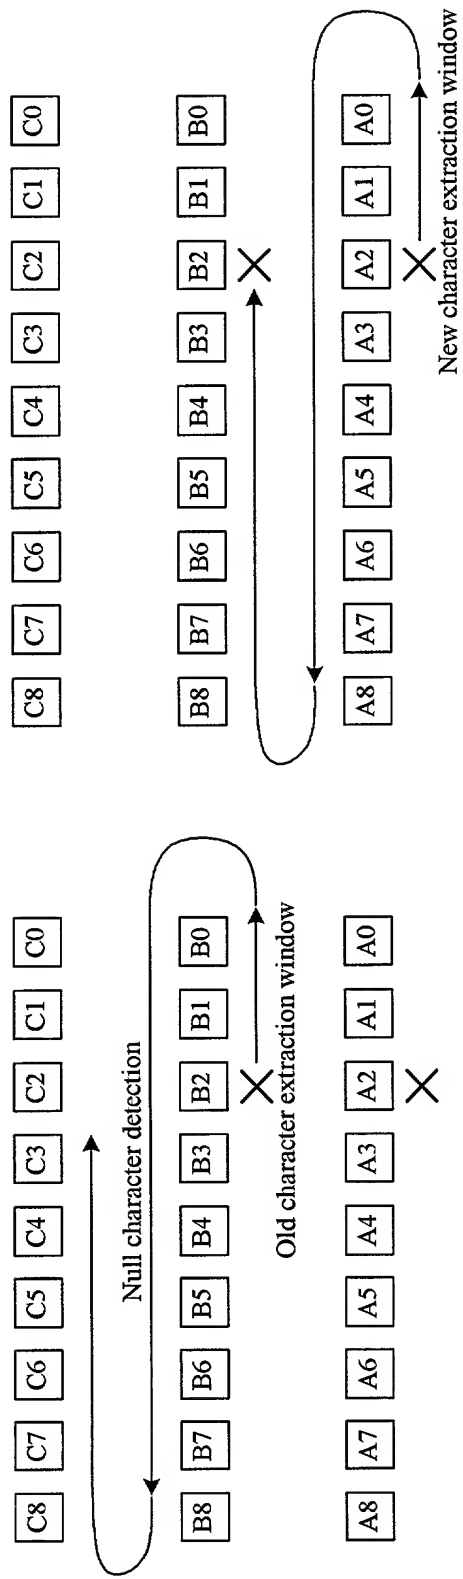 C8 C7 C6 C5 C4 C3 C2 C1 C0
Null character detection
B8 B7 B6 B5 B4 B3 B2 B1 B0
Old character extraction window
A8 A7 A6 A5 A4 A3 A2 A1 A0
C8 C7 C6 C5 C4 C3 C2 C1 C0
B8 B7 B6 B5 B4 B3 B2 B1 B0
A8 A7 A6 A5 A4 A3 A2 A1 A0
New character extraction window